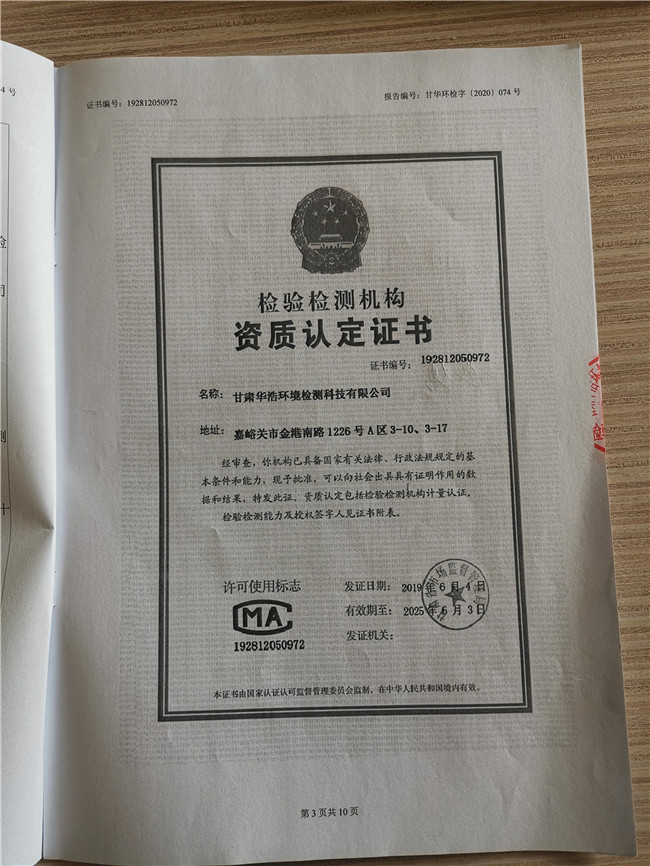 4 号
证书编号：192812050972
报告编号：甘华环检字〔2020〕074 号
检验检测机构
资质认定证书
证书编号：192812050972
名称：甘肃华浩环境检测科技有限公司
地址：嘉峪关市金港南路 1226 号 A 区 3-10、3-17
经审查，你机构已具备国家有关法律、行政法规规定的基
本条件和能力，现予批准，可以向社会出具具有证明作用的数
据和结果，特发此证。资质认定包括检验检测机构计量认证。
检验检测能力及授权签字人见证书附表。
许可使用标志
MA
192812050972
发证日期：2019 年 6 月 4 日
有效期至：2025 年 6 月 3 日
发证机关：
本证书由国家认证认可监督管理委员会监制，在中华人民共和国境内有效。
第 3 页共 10 页
司
测
十